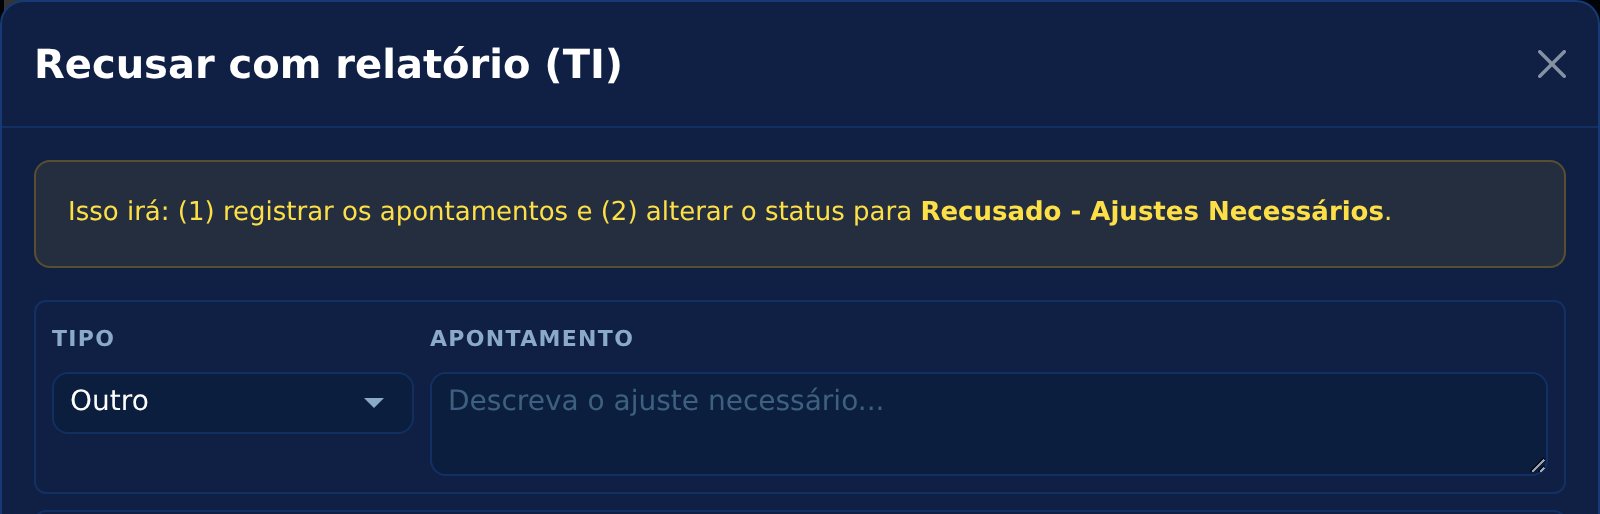 Recusar com relatório (TI)
Isso irá: (1) registrar os apontamentos e (2) alterar o status para Recusado - Ajustes Necessários.
TIPO
APONTAMENTO
Outro
Descreva o ajuste necessário...